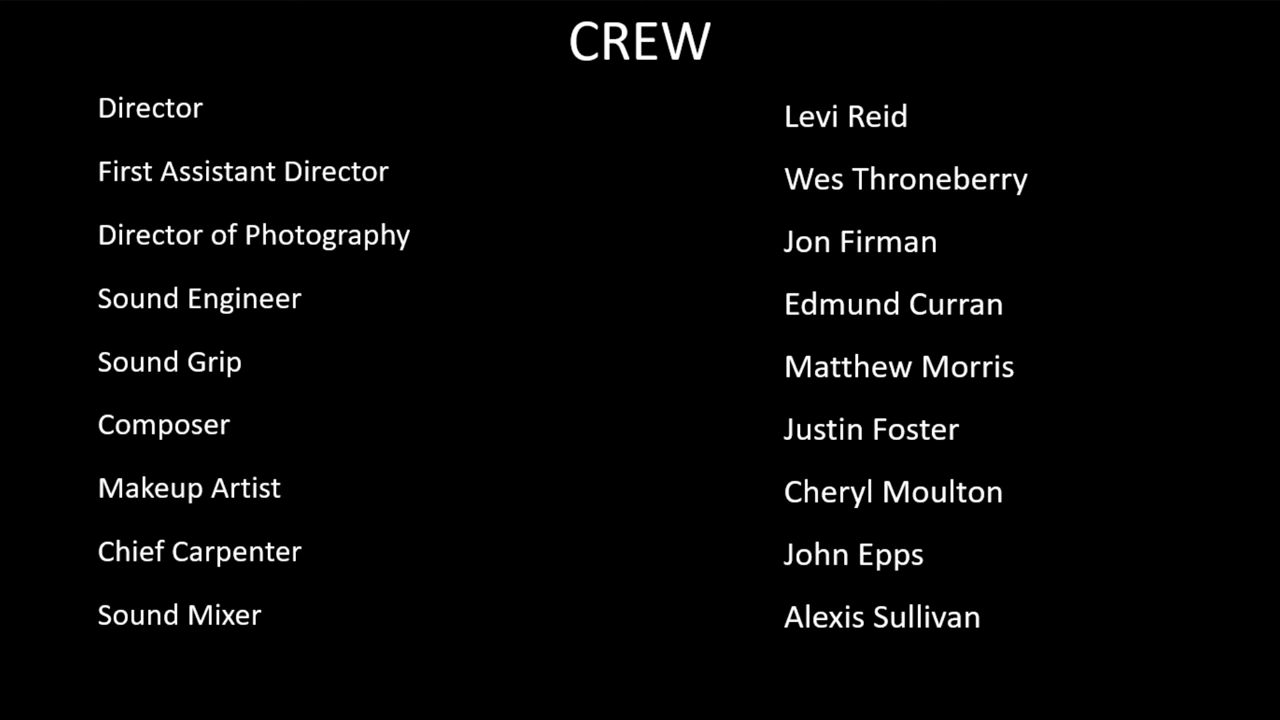 CREW
Director Levi Reid
First Assistant Director Wes Throneberry
Director of Photography Jon Firman
Sound Engineer Edmund Curran
Sound Grip Matthew Morris
Composer Justin Foster
Makeup Artist Cheryl Moulton
Chief Carpenter John Epps
Sound Mixer Alexis Sullivan